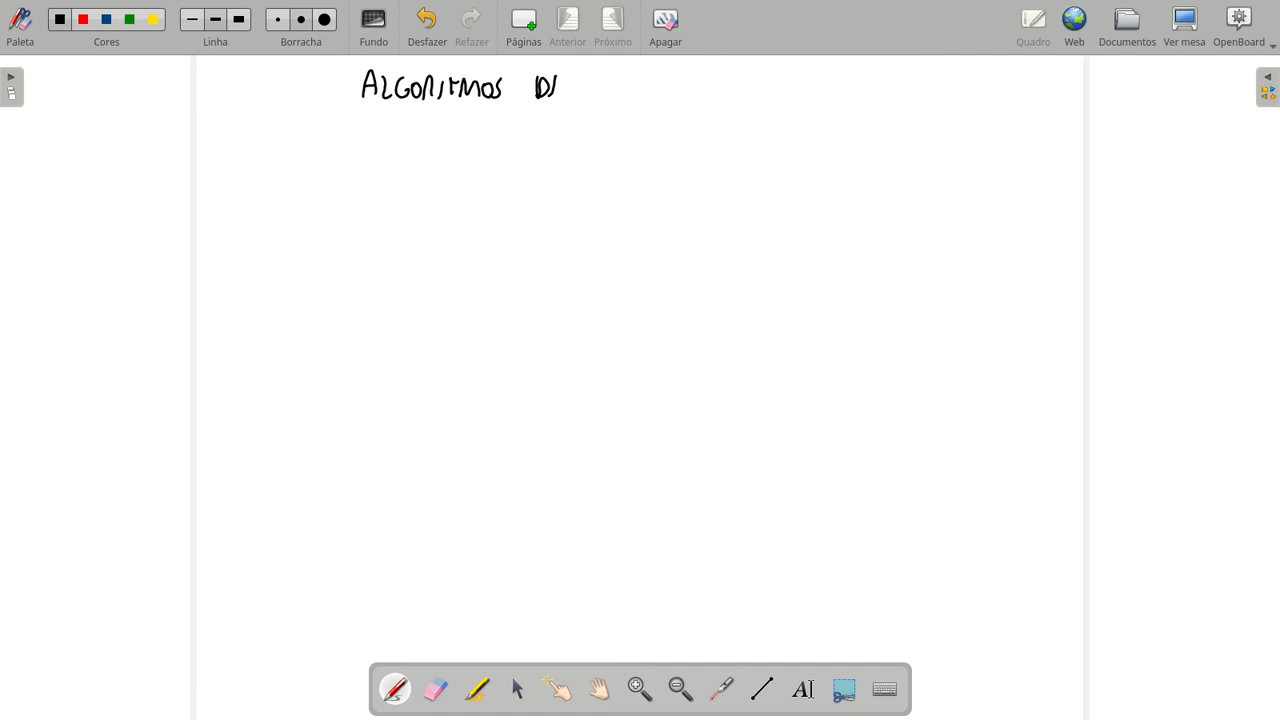 Paleta Cores Linha Borracha Fundo Desfazer Refazer Páginas Anterior Próximo Apagar Quadro Web Documentos Ver mesa OpenBoard
ALGORITMOS